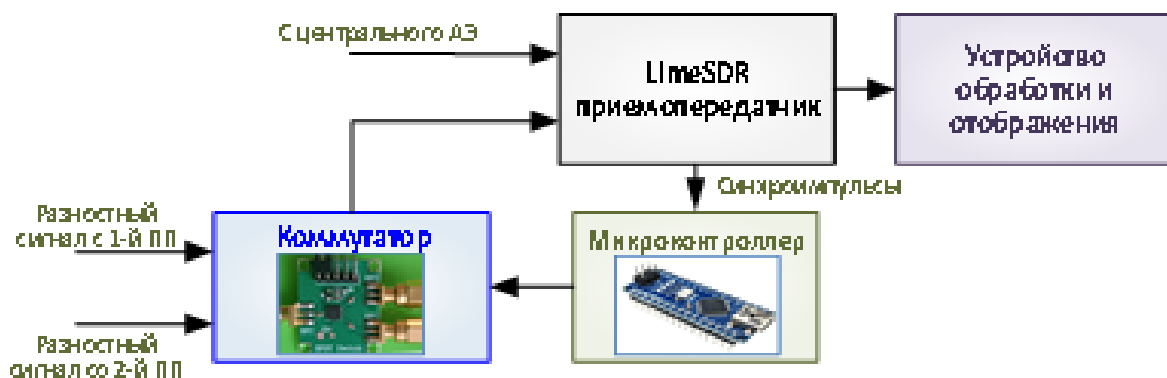 С центрального АЭ
LimeSDR
приемопередатчик
Устройство
обработки и
отображения
Синхроимпульсы
Разностный
сигнал с 1-й ПП
Коммутатор
Микроконтроллер
Разностный
сигнал со 2-й ПП